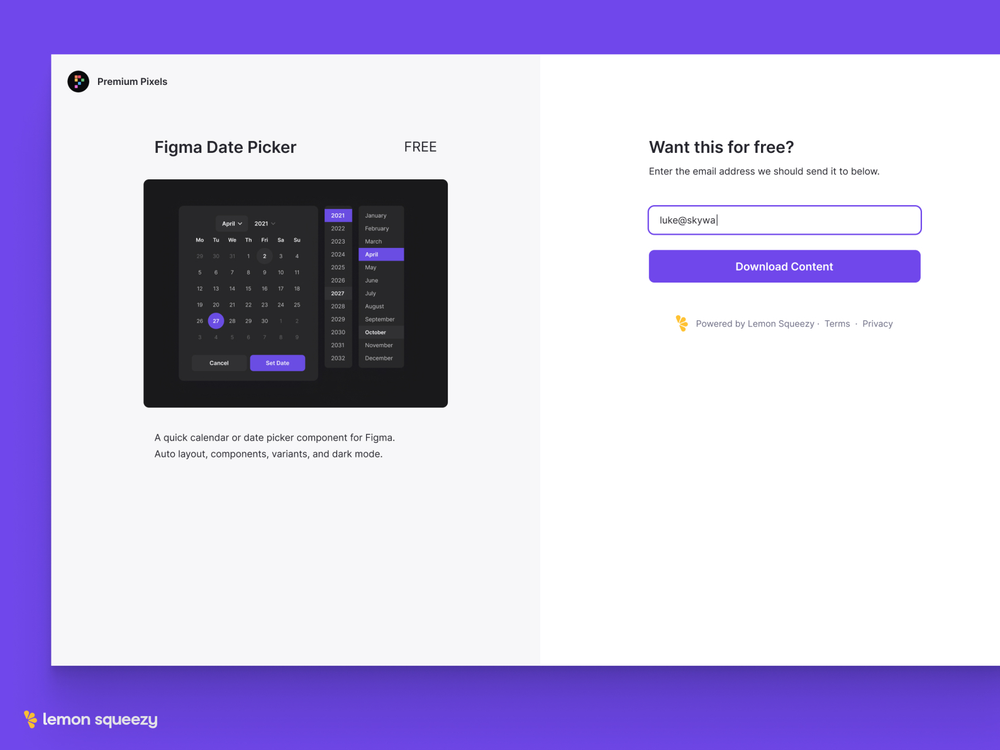 Premium Pixels
Figma Date Picker
FREE
April
2021
Mo Tu We Th Fri Sa Su
29 30 31 1 2 3 4
5 6 7 8 9 10 11
12 13 14 15 16 17 18
19 20 21 22 23 24 25
26 27 28 29 30 1 2
3 4 5 6 7 8 9
Cancel
Set Date
2021
2022
2023
2024
2025
2026
2027
2028
2029
2030
2031
2032
January
February
March
April
May
June
July
August
September
October
November
December
A quick calendar or date picker component for Figma.
Auto layout, components, variants, and dark mode.
Want this for free?
Enter the email address we should send it to below.
luke@skywa
Download Content
Powered by Lemon Squeezy · Terms · Privacy
lemon squeezy